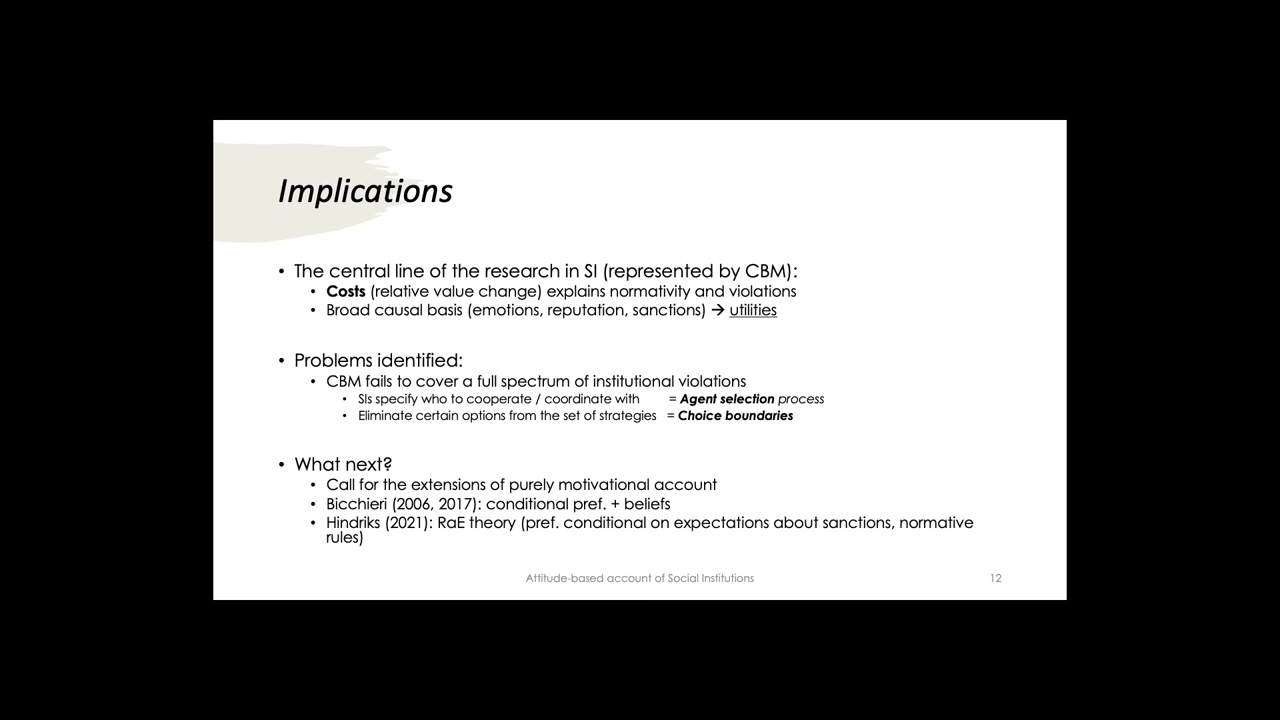 Implications
• The central line of the research in SI (represented by CBM):
• Costs (relative value change) explains normativity and violations
• Broad causal basis (emotions, reputation, sanctions) → utilities
• Problems identified:
• CBM fails to cover a full spectrum of institutional violations
• SIs specify who to cooperate / coordinate with = Agent selection process
• Eliminate certain options from the set of strategies = Choice boundaries
• What next?
• Call for the extensions of purely motivational account
• Bicchieri (2006, 2017): conditional pref. + beliefs
• Hindriks (2021): RaE theory (pref. conditional on expectations about sanctions, normative
rules)
Attitude-based account of Social Institutions 12